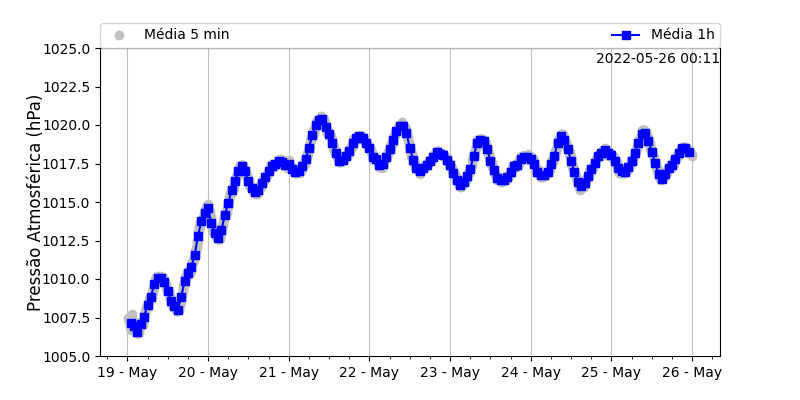 Média 5 min
Média 1h
2022-05-26 00:11
Pressão Atmosférica (hPa)
1025.0
1022.5
1020.0
1017.5
1015.0
1012.5
1010.0
1007.5
1005.0
19 - May
20 - May
21 - May
22 - May
23 - May
24 - May
25 - May
26 - May